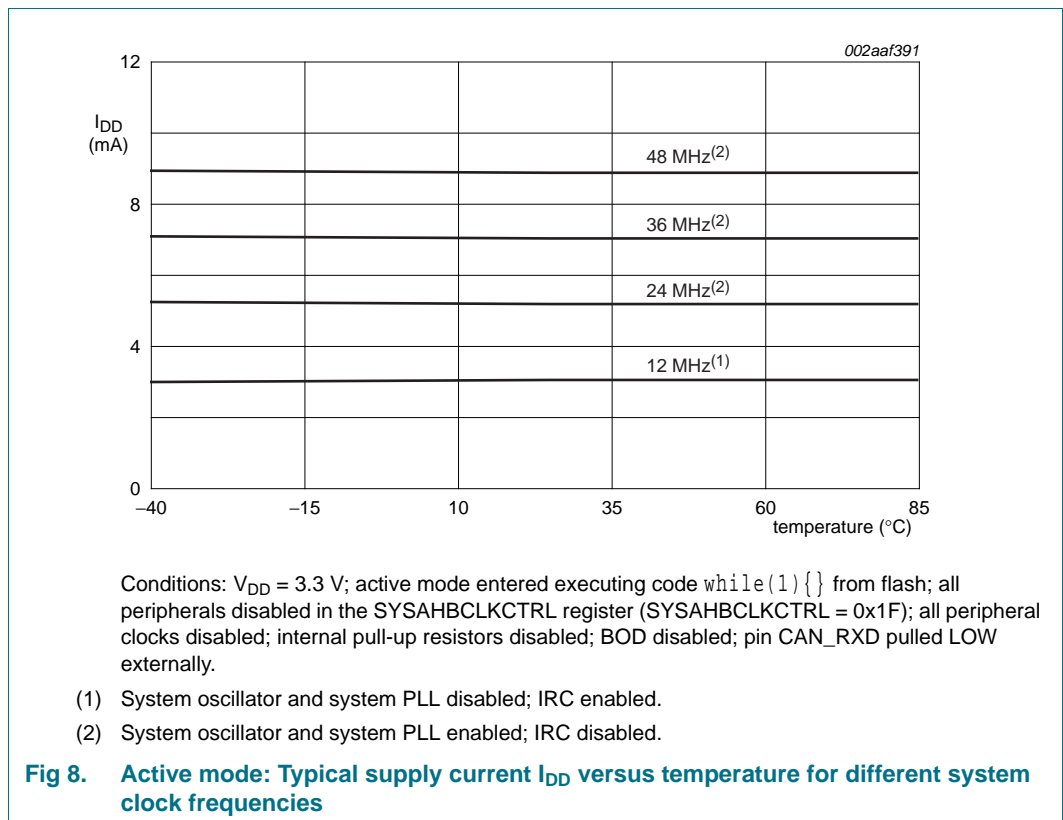 002aaf391
12
I_DD
(mA)
48 MHz(2)
8
36 MHz(2)
24 MHz(2)
4
12 MHz(1)
0
−40 −15 10 35 60 85
temperature (°C)
Conditions: V_DD = 3.3 V; active mode entered executing code while(1){} from flash; all
peripherals disabled in the SYSAHBCLKCTRL register (SYSAHBCLKCTRL = 0x1F); all peripheral
clocks disabled; internal pull-up resistors disabled; BOD disabled; pin CAN_RXD pulled LOW
externally.
(1) System oscillator and system PLL disabled; IRC enabled.
(2) System oscillator and system PLL enabled; IRC disabled.
Fig 8. Active mode: Typical supply current I_DD versus temperature for different system
clock frequencies